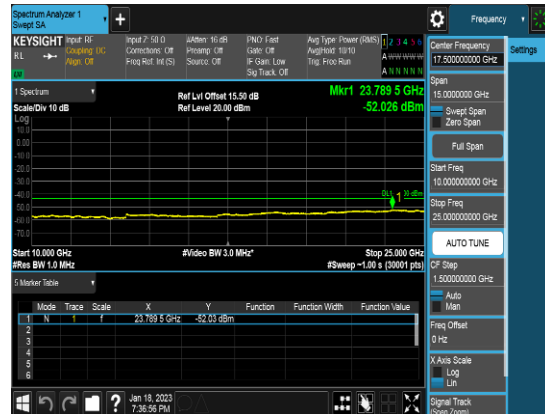 Spectrum Analyzer 1
Swept SA
+
Frequency
KEYSIGHT
RL
Input: RF
Coupling: DC
Align: Off
Input Z: 50 Ω
Corrections: Off
Freq Ref: Int (S)
#Atten: 16 dB
Preamp: Off
Source: Off
PNO: Fast
Gate: Off
IF Gain: Low
Sig Track: Off
Avg Type: Power (RMS)
Avg|Hold: 10/10
Trig: Free Run
1 2 3 4 5 6
A W W W W W
A N N N N N
Settings
Center Frequency
17.500000000 GHz
Span
15.0000000 GHz
Swept Span
Zero Span
Full Span
Start Freq
10.000000000 GHz
Stop Freq
25.000000000 GHz
AUTO TUNE
CF Step
1.500000000 GHz
Auto
Man
Freq Offset
0 Hz
X Axis Scale
Log
Lin
Signal Track
(Span Zoom)
1 Spectrum
Scale/Div 10 dB
Ref Lvl Offset 15.50 dB
Ref Level 20.00 dBm
Mkr1 23.789 5 GHz
-52.026 dBm
Log
10.0
0.00
-10.0
-20.0
-30.0
-40.0
-50.0
-60.0
-70.0
DL1
1
Start 10.000 GHz
#Res BW 1.0 MHz
#Video BW 3.0 MHz*
Stop 25.000 GHz
#Sweep ~1.00 s (30001 pts)
5 Marker Table
Mode Trace Scale X Y Function Function Width Function Value
1 N 1 f 23.789 5 GHz -52.03 dBm
2
3
4
5
6
?
Jan 18, 2023
7:36:56 PM